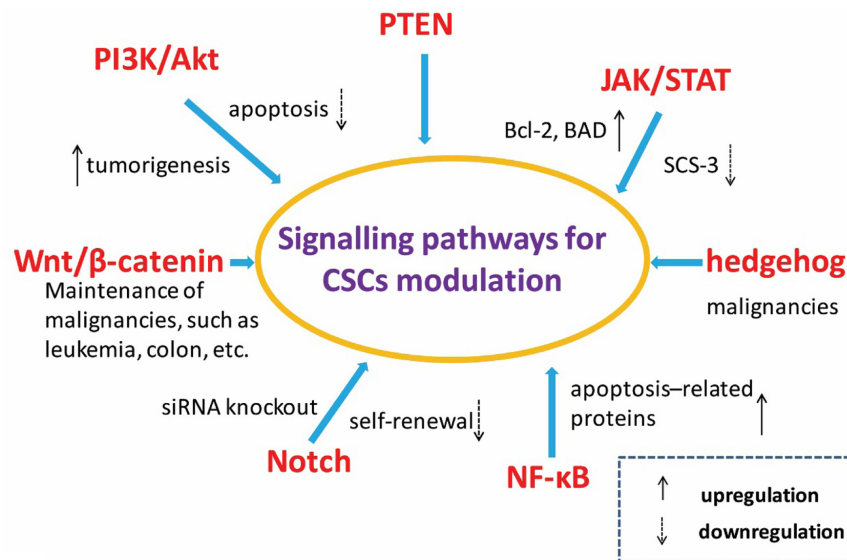 PTEN
PI3K/Akt
JAK/STAT
apoptosis
Bcl-2, BAD
tumorigenesis
SCS-3
Signalling pathways for
CSCs modulation
Wnt/β-catenin
Maintenance of
malignancies, such as
leukemia, colon, etc.
hedgehog
malignancies
siRNA knockout
self-renewal
apoptosis–related
proteins
Notch
NF-κB
upregulation
downregulation